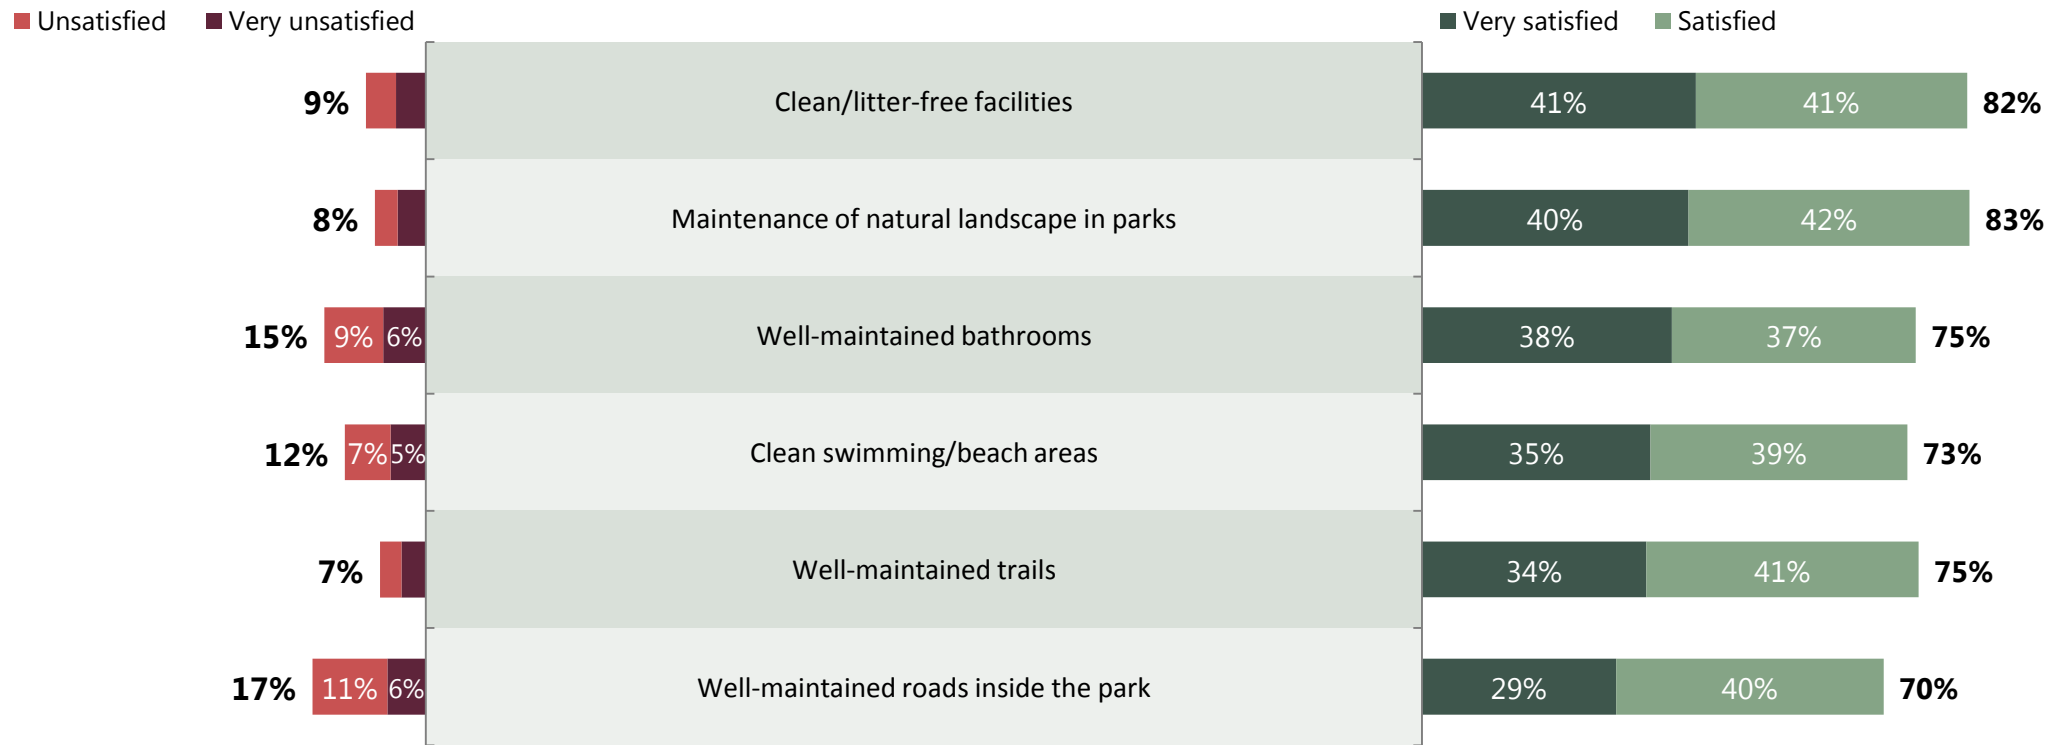 Unsatisfied Very unsatisfied Very satisfied Satisfied
9% Clean/litter-free facilities 41% 41% 82%
8% Maintenance of natural landscape in parks 40% 42% 83%
15% 9% 6% Well-maintained bathrooms 38% 37% 75%
12% 7% 5% Clean swimming/beach areas 35% 39% 73%
7% Well-maintained trails 34% 41% 75%
17% 11% 6% Well-maintained roads inside the park 29% 40% 70%